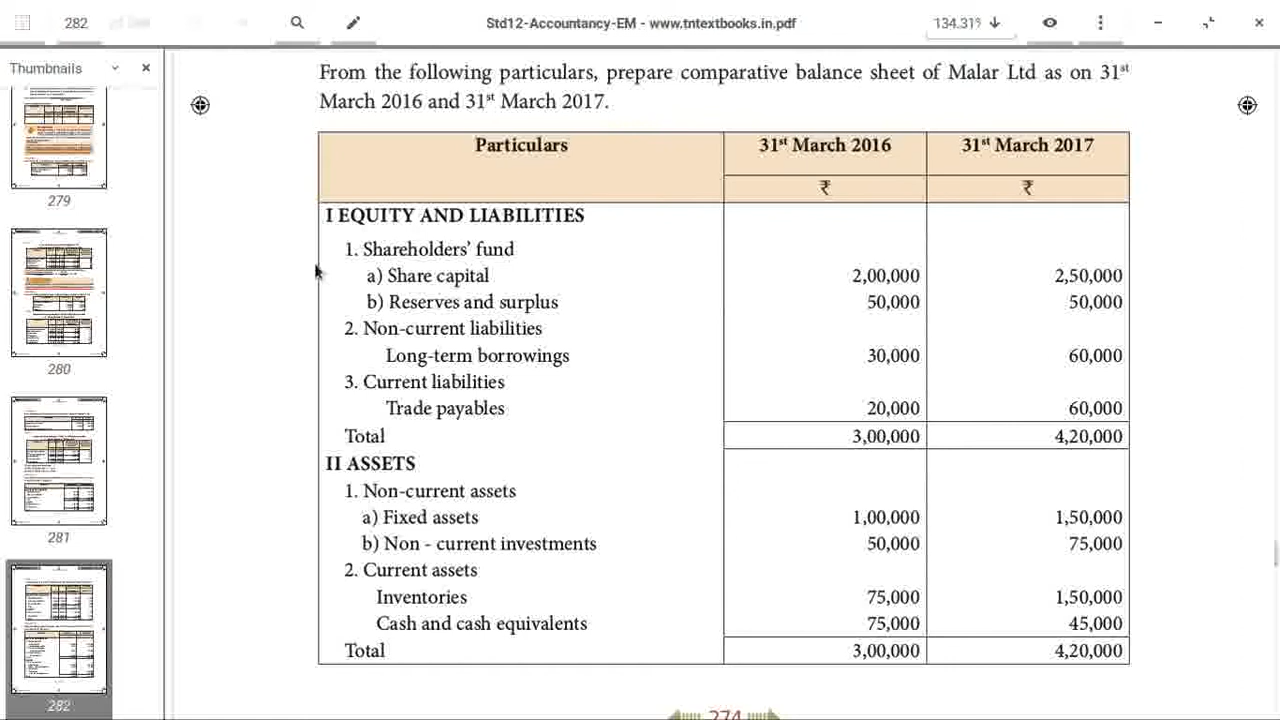 282
Std12-Accountancy-EM - www.tntextbooks.in.pdf
134.31%
Thumbnails
279
280
281
282
From the following particulars, prepare comparative balance sheet of Malar Ltd as on 31st
March 2016 and 31st March 2017.
Particulars 31st March 2016 31st March 2017
₹ ₹
I EQUITY AND LIABILITIES
1. Shareholders' fund
a) Share capital 2,00,000 2,50,000
b) Reserves and surplus 50,000 50,000
2. Non-current liabilities
Long-term borrowings 30,000 60,000
3. Current liabilities
Trade payables 20,000 60,000
Total 3,00,000 4,20,000
II ASSETS
1. Non-current assets
a) Fixed assets 1,00,000 1,50,000
b) Non - current investments 50,000 75,000
2. Current assets
Inventories 75,000 1,50,000
Cash and cash equivalents 75,000 45,000
Total 3,00,000 4,20,000
274